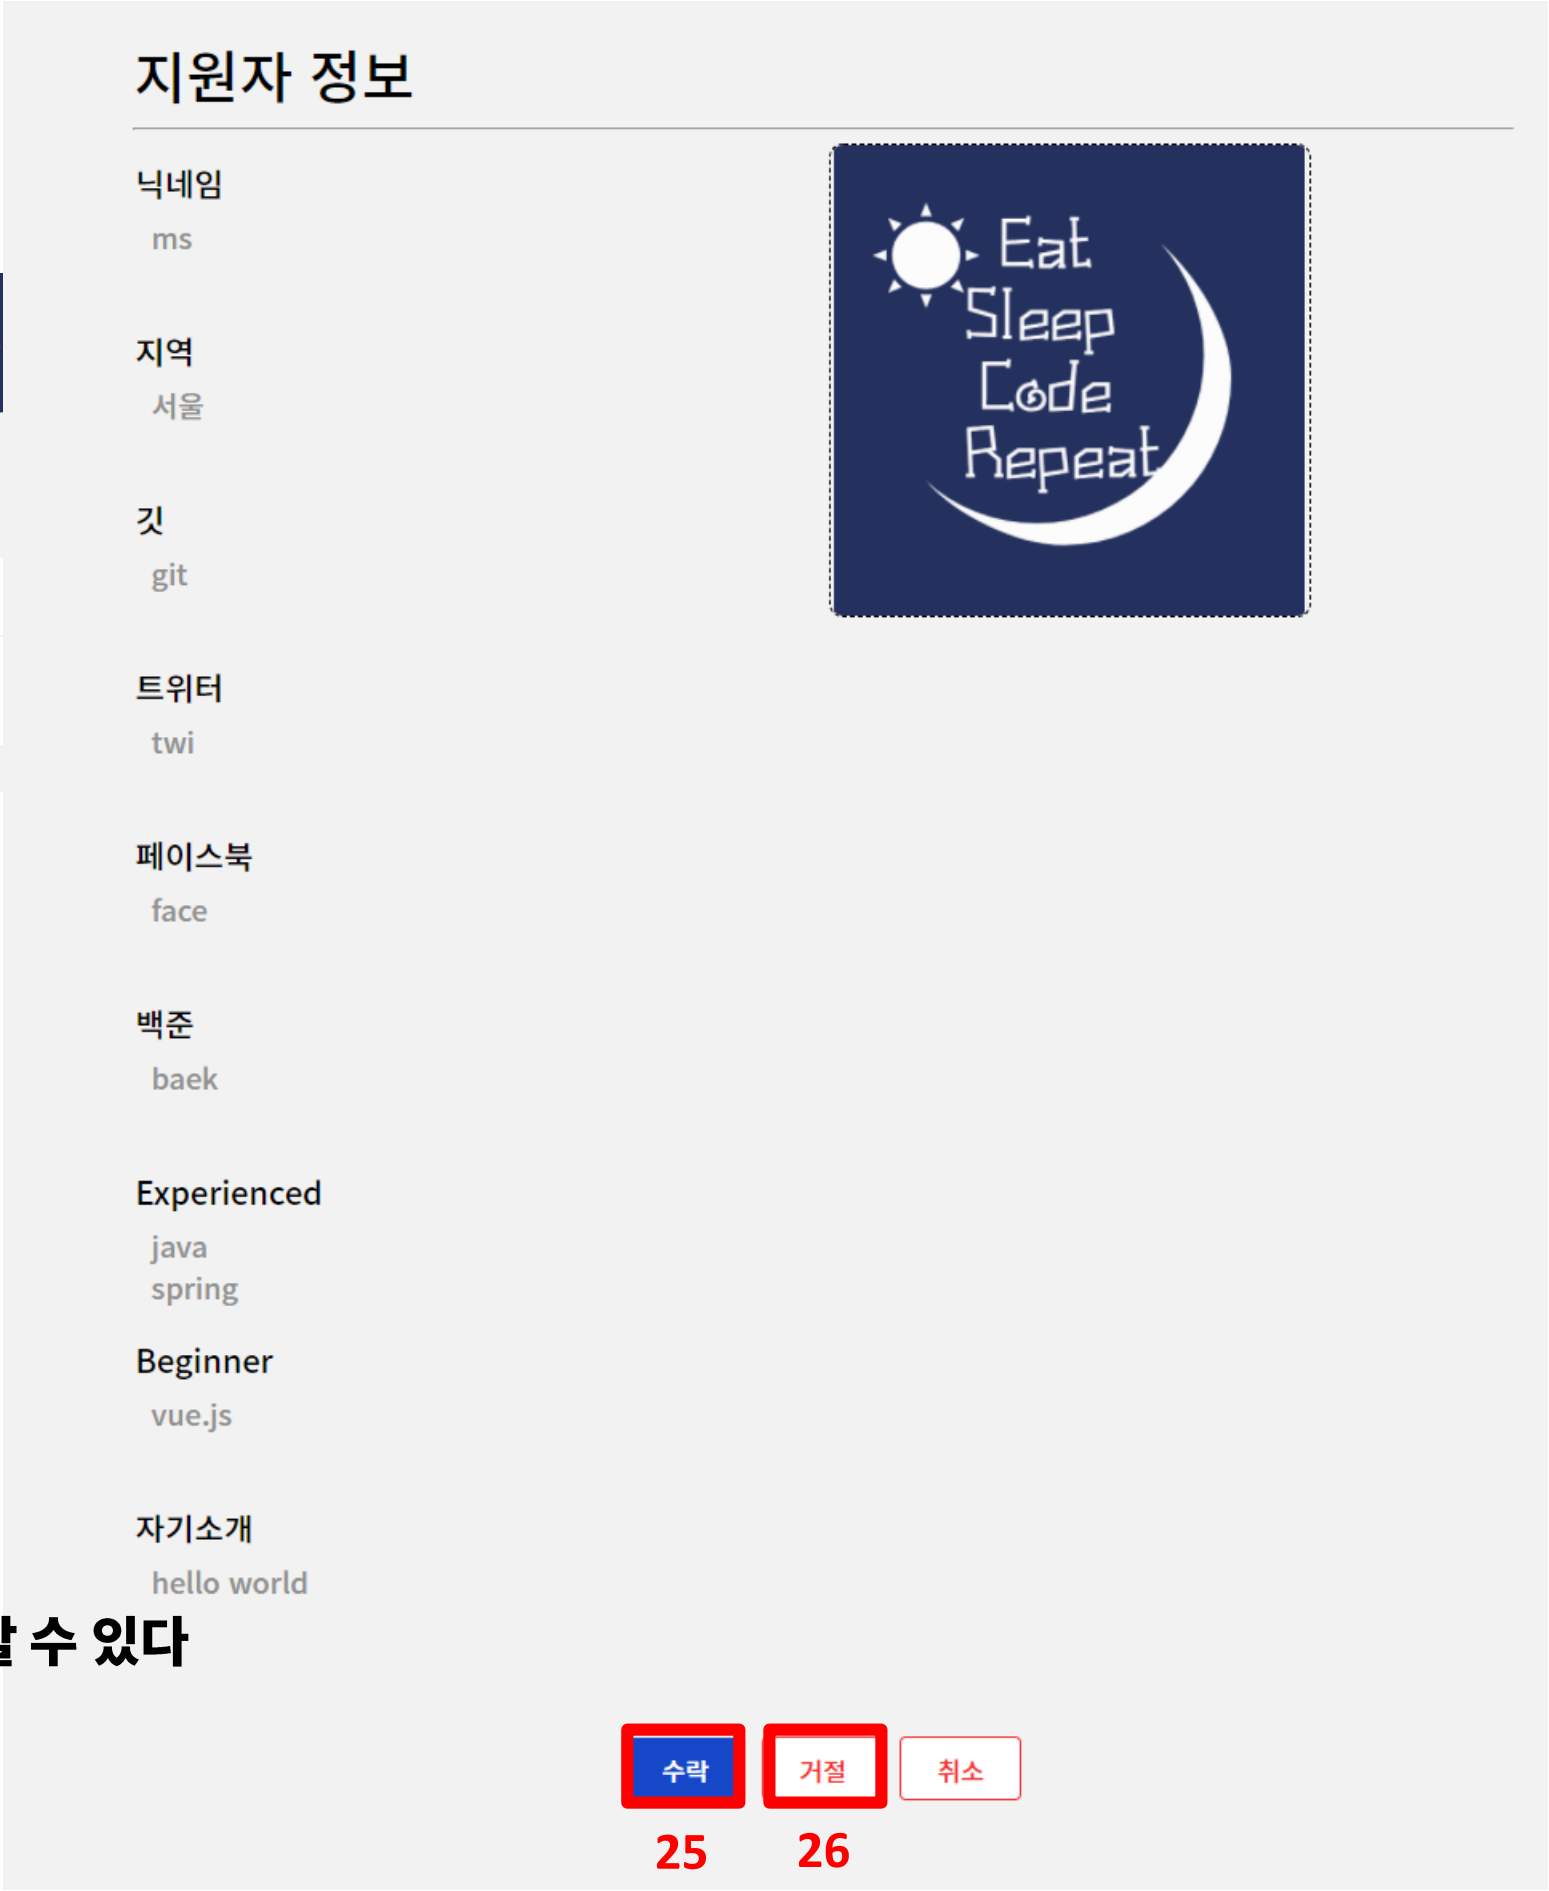 지원자 정보
닉네임
ms
지역
서울
깃
git
트위터
twi
페이스북
face
백준
baek
Experienced
java
spring
Beginner
vue.js
자기소개
hello world
Eat
Sleep
Code
Repeat
수 있다
수락
거절
취소
25
26